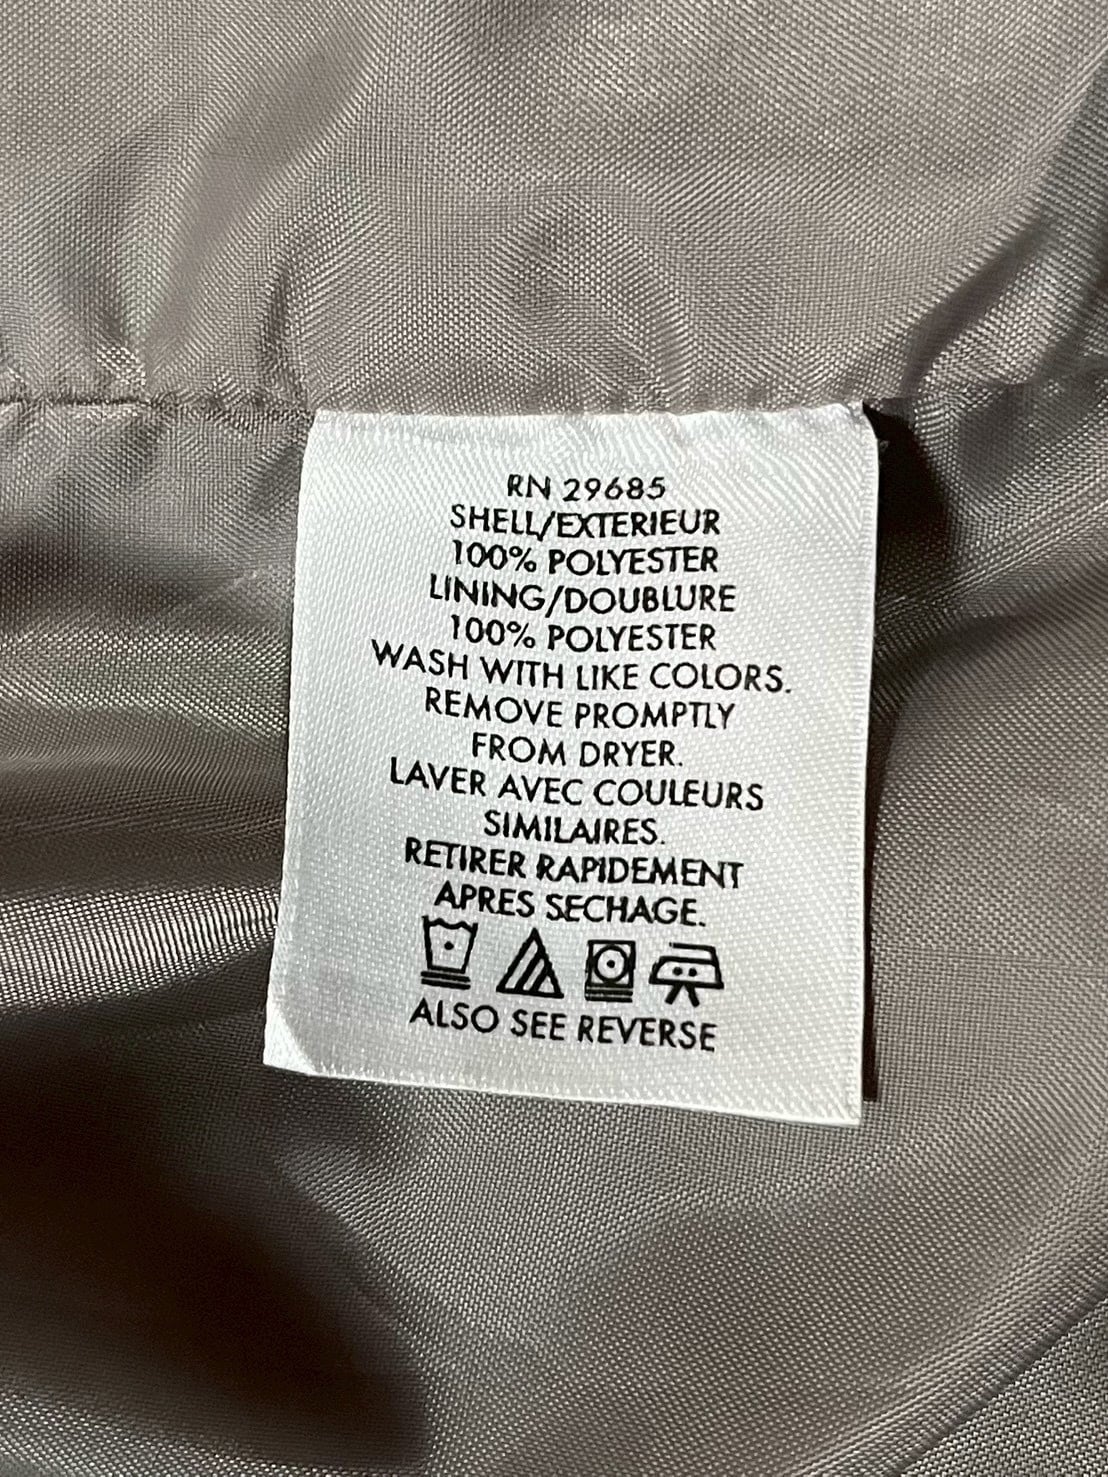 RN 29685
SHELL/EXTERIEUR
100% POLYESTER
LINING/DOUBLURE
100% POLYESTER
WASH WITH LIKE COLORS.
REMOVE PROMPTLY
FROM DRYER.
LAVER AVEC COULEURS
SIMILAIRES.
RETIRER RAPIDEMENT
APRES SECHAGE.
ALSO SEE REVERSE